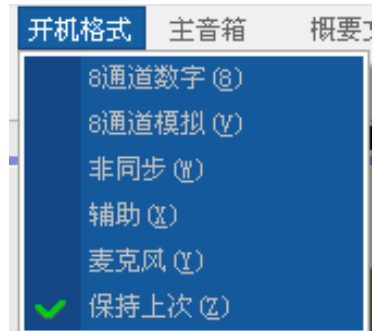 开机格式 主音箱 概要
8通道数字(8)
8通道模拟(V)
非同步(W)
辅助(X)
麦克风(Y)
保持上次(Z)